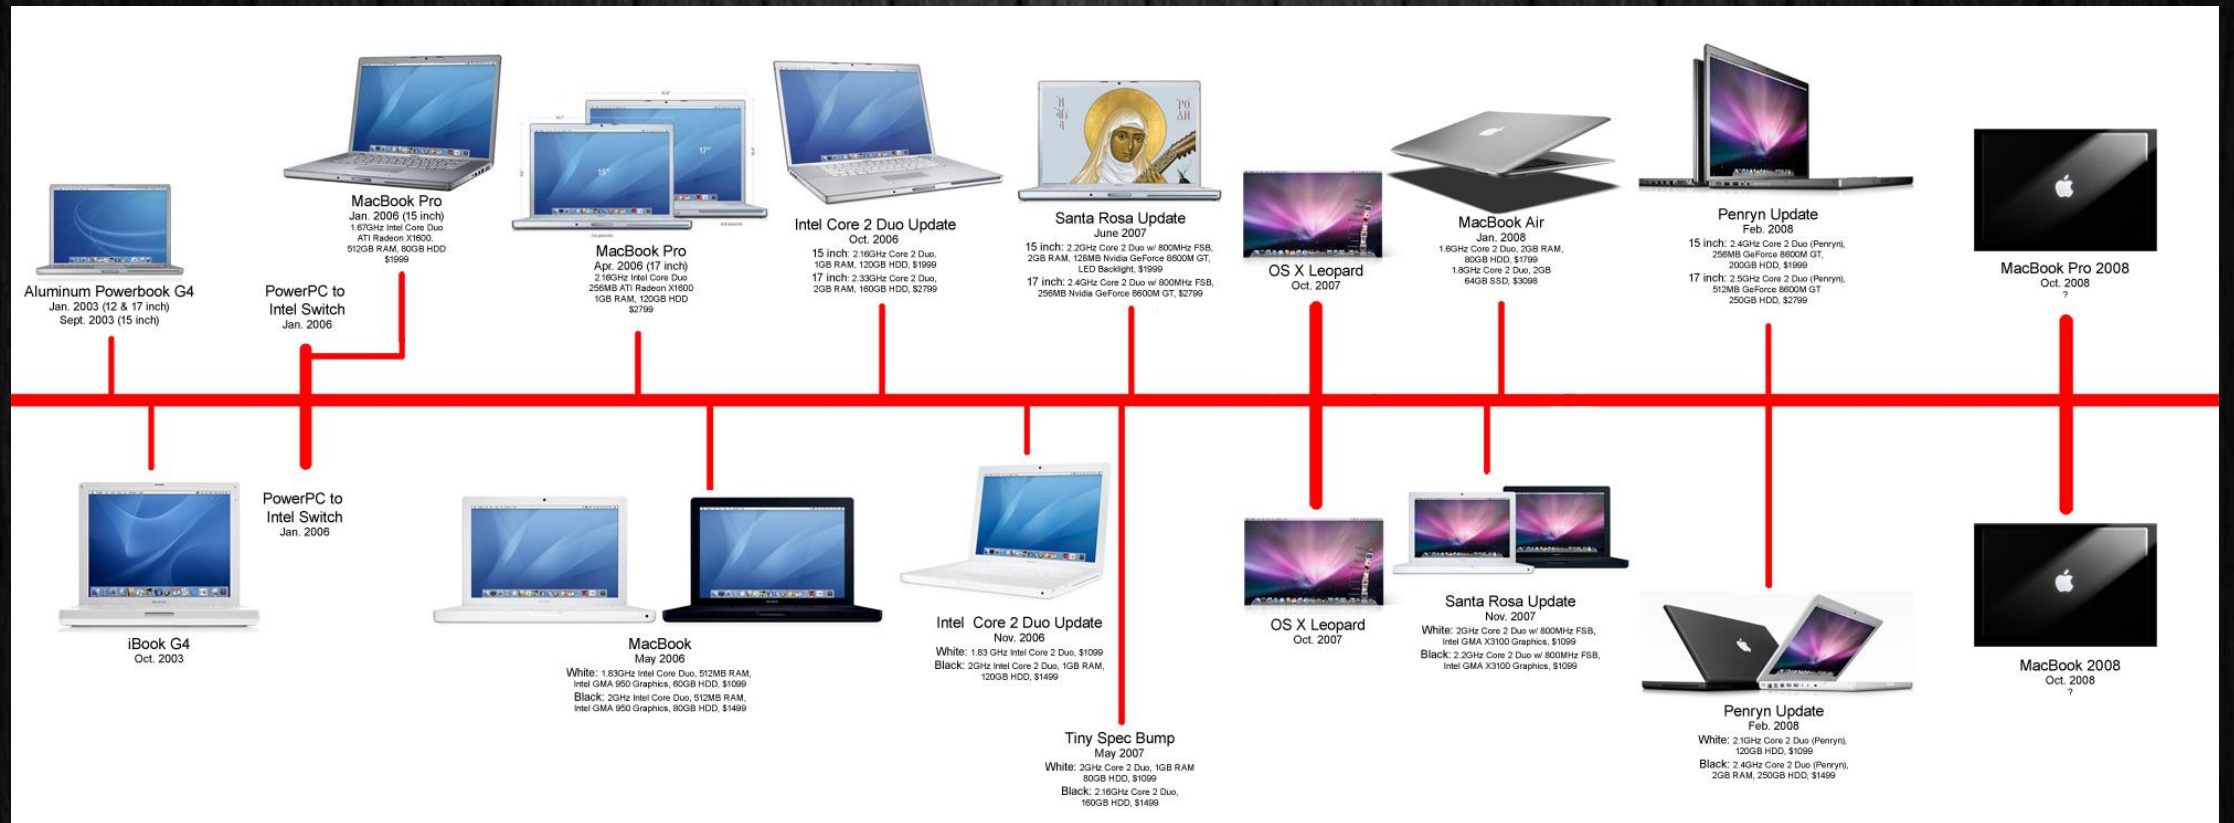 Aluminum Powerbook G4
Jan. 2003 (12 & 17 inch)
Sept. 2003 (15 inch)
PowerPC to
Intel Switch
Jan. 2006
MacBook Pro
Jan. 2006 (15 inch)
1.67GHz Intel Core Duo
ATI Radeon X1600.
512GB RAM, 80GB HDD
$1999
15"
17"
MacBook Pro
Apr. 2006 (17 inch)
2.16GHz Intel Core Duo
256MB ATI Radeon X1600
1GB RAM, 120GB HDD
$2799
Intel Core 2 Duo Update
Oct. 2006
15 inch: 2.16GHz Core 2 Duo,
1GB RAM, 120GB HDD, $1999
17 inch: 2.33GHz Core 2 Duo,
2GB RAM, 160GB HDD, $2799
Santa Rosa Update
June 2007
15 inch: 2.2GHz Core 2 Duo w/ 800MHz FSB,
2GB RAM, 128MB Nvidia GeForce 8600M GT,
LED Backlight, $1999
17 inch: 2.4GHz Core 2 Duo w/ 800MHz FSB,
256MB Nvidia GeForce 8600M GT, $2799
OS X Leopard
Oct. 2007
MacBook Air
Jan. 2008
1.6GHz Core 2 Duo, 2GB RAM,
80GB HDD, $1799
1.8GHz Core 2 Duo, 2GB
64GB SSD, $3098
Penryn Update
Feb. 2008
15 inch: 2.4GHz Core 2 Duo (Penryn),
256MB GeForce 8600M GT,
200GB HDD, $1999
17 inch: 2.5GHz Core 2 Duo (Penryn),
512MB GeForce 8600M GT
250GB HDD, $2799
MacBook Pro 2008
Oct. 2008
?
iBook G4
Oct. 2003
PowerPC to
Intel Switch
Jan. 2006
MacBook
May 2006
White: 1.83GHz Intel Core Duo, 512MB RAM,
Intel GMA 950 Graphics, 60GB HDD, $1099
Black: 2GHz Intel Core Duo, 512MB RAM,
Intel GMA 950 Graphics, 80GB HDD, $1499
Intel Core 2 Duo Update
Nov. 2006
White: 1.83 GHz Intel Core 2 Duo, $1099
Black: 2GHz Intel Core 2 Duo, 1GB RAM,
120GB HDD, $1499
Tiny Spec Bump
May 2007
White: 2GHz Core 2 Duo, 1GB RAM
80GB HDD, $1099
Black: 2.16GHz Core 2 Duo,
160GB HDD, $1499
OS X Leopard
Oct. 2007
Santa Rosa Update
Nov. 2007
White: 2GHz Core 2 Duo w/ 800MHz FSB,
Intel GMA X3100 Graphics, $1099
Black: 2.2GHz Core 2 Duo w/ 800MHz FSB,
Intel GMA X3100 Graphics, $1099
Penryn Update
Feb. 2008
White: 2.1GHz Core 2 Duo (Penryn),
120GB HDD, $1099
Black: 2.4GHz Core 2 Duo (Penryn),
2GB RAM, 250GB HDD, $1499
MacBook 2008
Oct. 2008
?